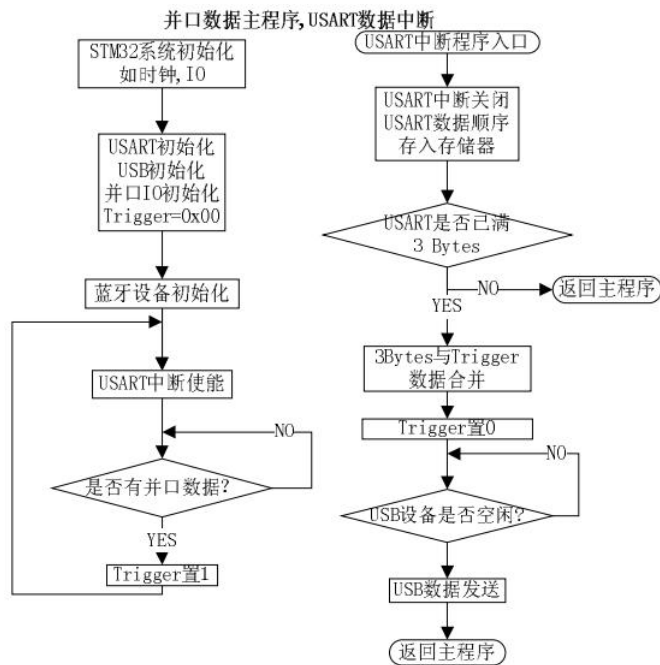 并口数据主程序,USART数据中断
STM32系统初始化
如时钟,IO
USART初始化
USB初始化
并口IO初始化
Trigger=0x00
蓝牙设备初始化
USART中断使能
NO
是否有并口数据?
YES
Trigger置1
USART中断程序入口
USART中断关闭
USART数据顺序
存入存储器
USART是否已满
3 Bytes
NO
返回主程序
YES
3Bytes与Trigger
数据合并
Trigger置0
NO
USB设备是否空闲?
USB数据发送
返回主程序